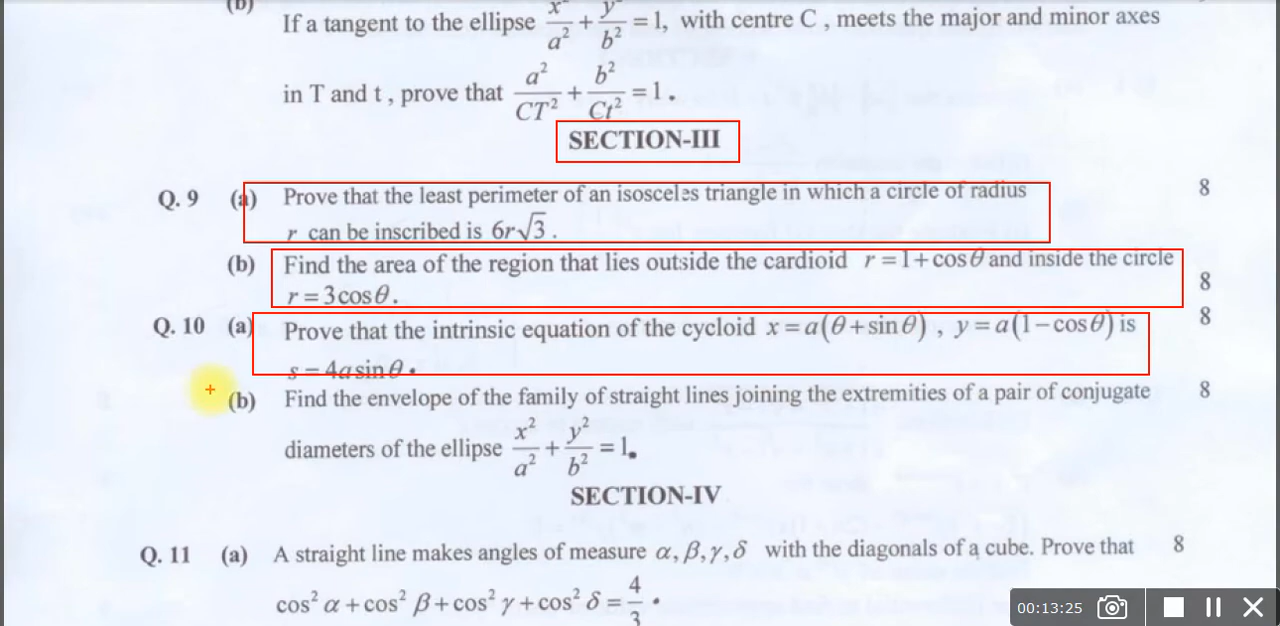 (b)
If a tangent to the ellipse x²/a² + y²/b² = 1, with centre C , meets the major and minor axes
in T and t , prove that a²/CT² + b²/Ct² = 1 .
SECTION-III
Q. 9 (a) Prove that the least perimeter of an isosceles triangle in which a circle of radius 8
r can be inscribed is 6r√3 .
(b) Find the area of the region that lies outside the cardioid r = 1 + cos θ and inside the circle
r = 3 cos θ . 8
Q. 10 (a) Prove that the intrinsic equation of the cycloid x = a(θ + sin θ) , y = a(1 − cos θ) is 8
s = 4a sin θ .
(b) Find the envelope of the family of straight lines joining the extremities of a pair of conjugate 8
diameters of the ellipse x²/a² + y²/b² = 1.
SECTION-IV
Q. 11 (a) A straight line makes angles of measure α, β, γ, δ with the diagonals of a cube. Prove that 8
cos² α + cos² β + cos² γ + cos² δ = 4/3 .
00:13:25